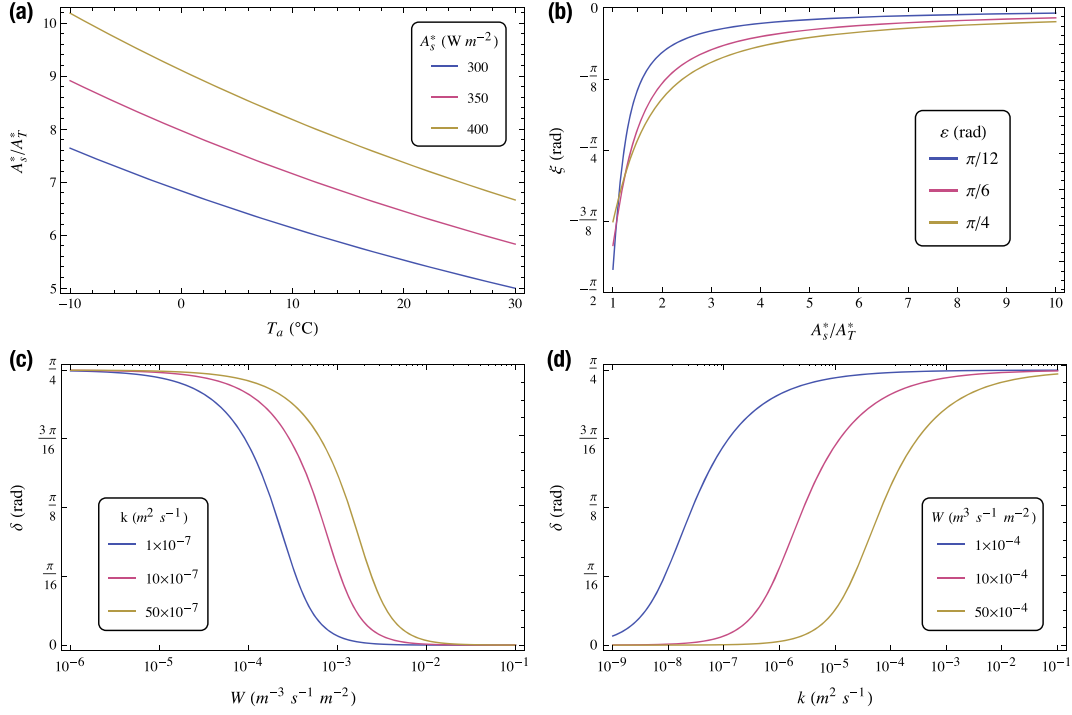 (a)
10
9
8
7
6
5
A*s/A*T
−10
0
10
20
30
Ta (°C)
A*s (W m−2)
300
350
400
(b)
0
−π/8
−π/4
−3π/8
−π/2
ξ (rad)
1
2
3
4
5
6
7
8
9
10
A*s/A*T
ε (rad)
π/12
π/6
π/4
(c)
π/4
3π/16
π/8
π/16
0
δ (rad)
10−6
10−5
10−4
10−3
10−2
10−1
W (m−3 s−1 m−2)
k (m2 s−1)
1×10−7
10×10−7
50×10−7
(d)
π/4
3π/16
π/8
π/16
0
δ (rad)
10−9
10−8
10−7
10−6
10−5
10−4
10−3
10−2
10−1
k (m2 s−1)
W (m3 s−1 m−2)
1×10−4
10×10−4
50×10−4